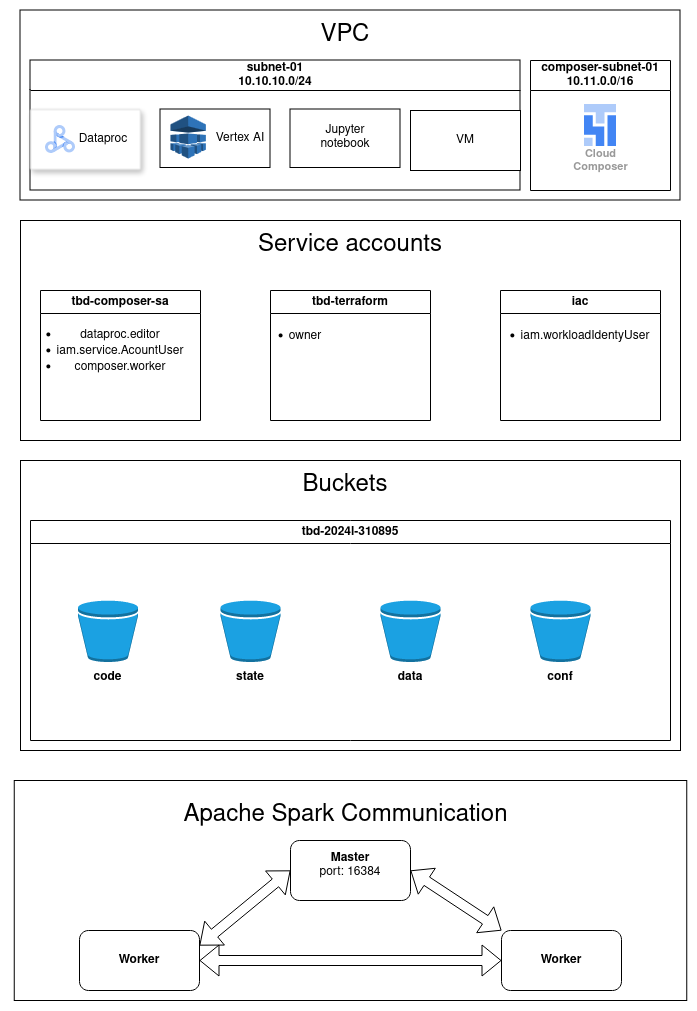 VPC
subnet-01
10.10.10.0/24
composer-subnet-01
10.11.0.0/16
Dataproc
Vertex AI
Jupyter
notebook
VM
Cloud
Composer
Service accounts
tbd-composer-sa
dataproc.editor
iam.service.AcountUser
composer.worker
tbd-terraform
owner
iac
iam.workloadIdentyUser
Buckets
tbd-2024l-310895
code
state
data
conf
Apache Spark Communication
Master
port: 16384
Worker
Worker